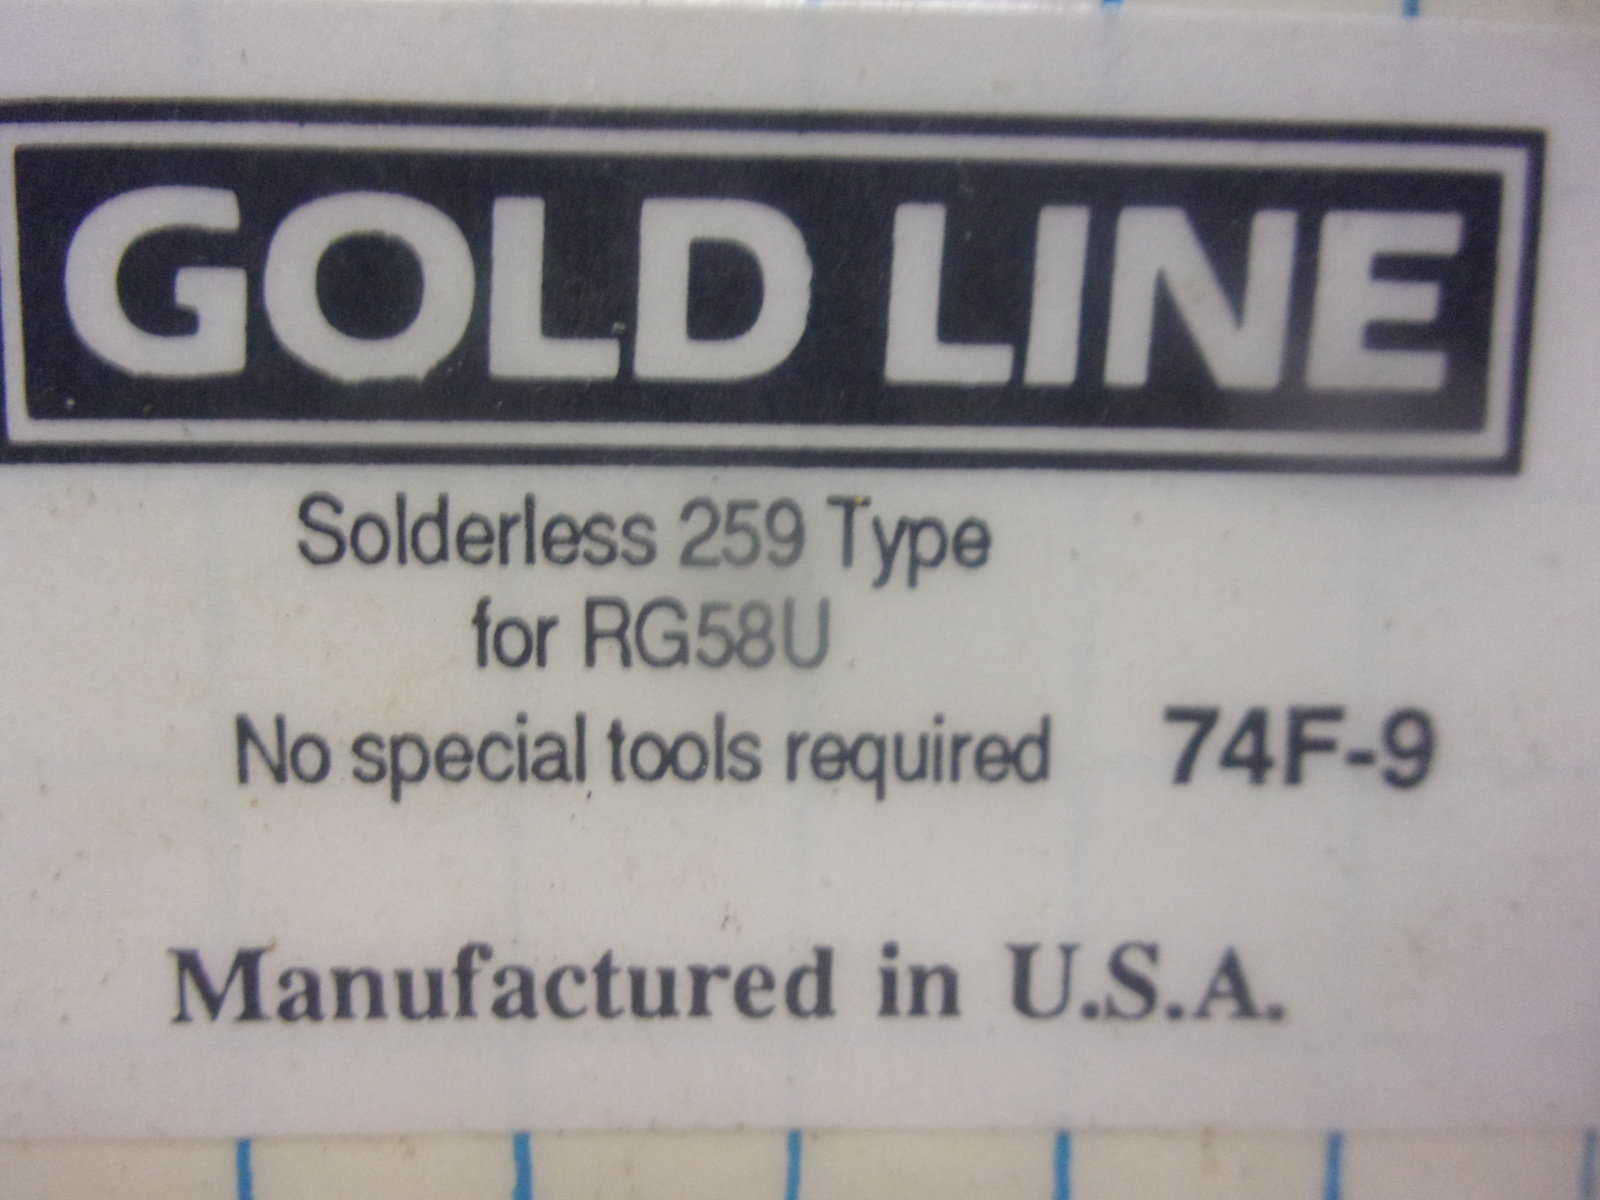 GOLD LINE
Solderless 259 Type
for RG58U
No special tools required 74F-9
Manufactured in U.S.A.